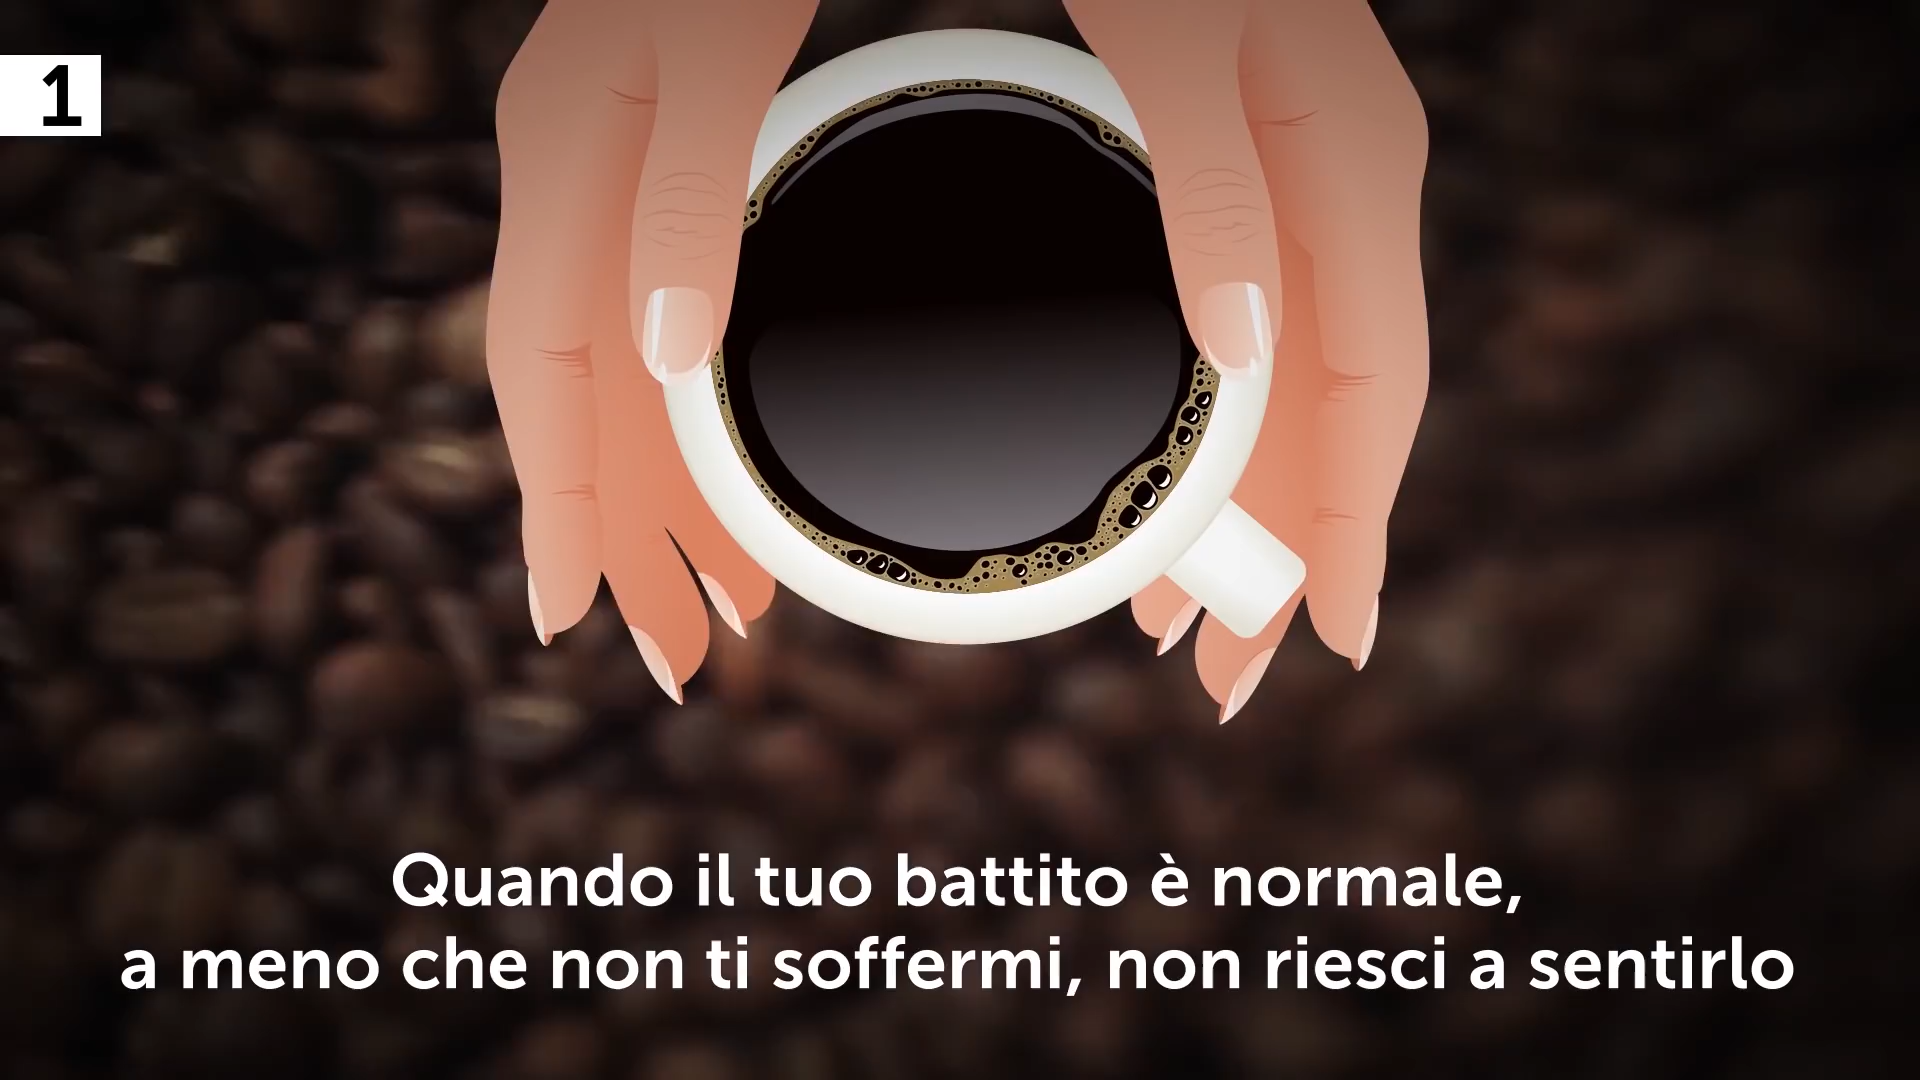 1
Quando il tuo battito è normale,
a meno che non ti soffermi, non riesci a sentirlo